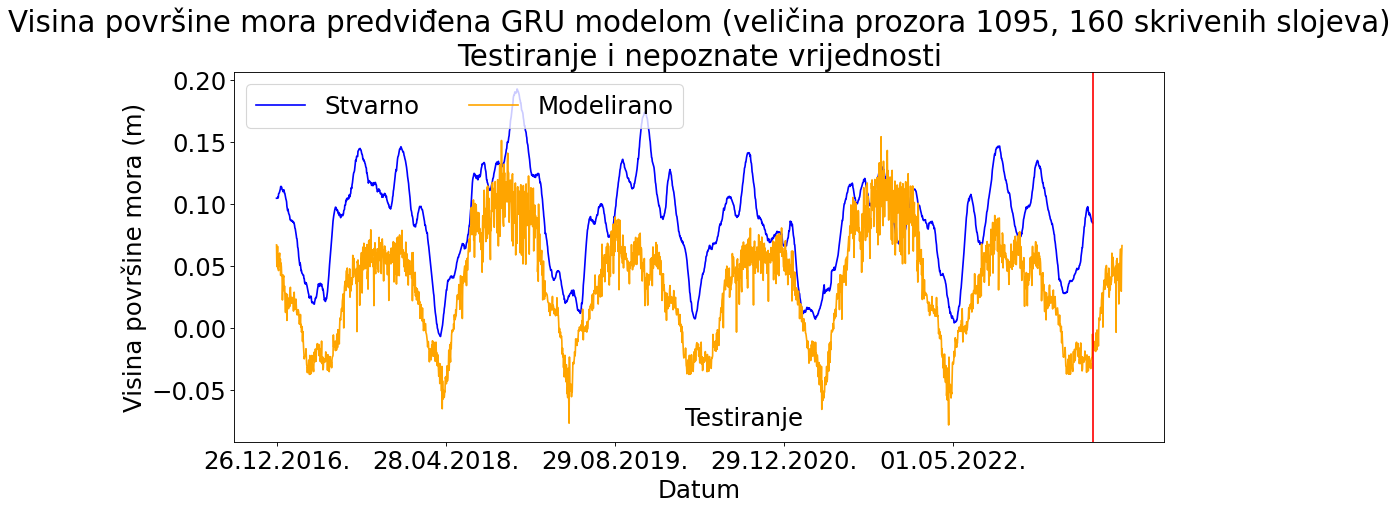 Visina površine mora predviđena GRU modelom (veličina prozora 1095, 160 skrivenih slojeva)
Testiranje i nepoznate vrijednosti
Stvarno
Modelirano
Visina površine mora (m)
0.20
0.15
0.10
0.05
0.00
−0.05
Testiranje
26.12.2016.
28.04.2018.
29.08.2019.
29.12.2020.
01.05.2022.
Datum